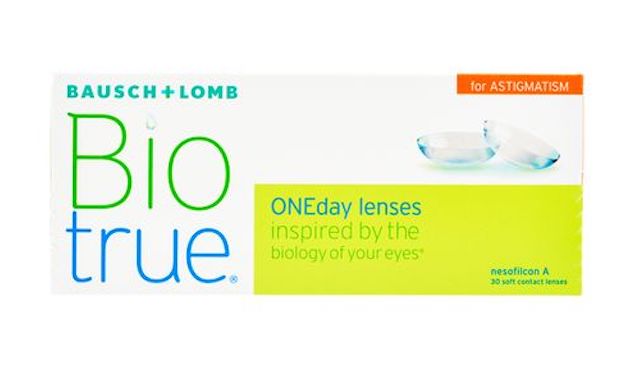 BAUSCH + LOMB
for ASTIGMATISM
Bio
true®
ONEday lenses
inspired by the
biology of your eyes®
nesofilcon A
30 soft contact lenses